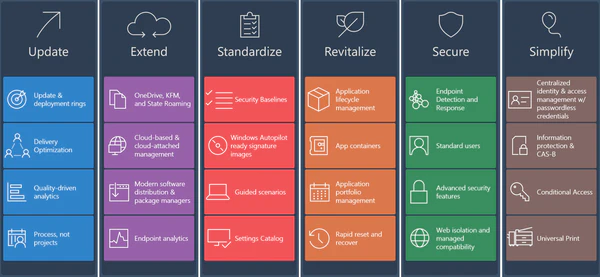 Update
Update &
deployment rings
Delivery
Optimization
Quality-driven
analytics
Process, not
projects
Extend
OneDrive, KFM,
and State Roaming
Cloud-based &
cloud-attached
management
Modern software
distribution &
package managers
Endpoint analytics
Standardize
Security Baselines
Windows Autopilot
ready signature
images
Guided scenarios
Settings Catalog
Revitalize
Application
lifecycle
management
App containers
Application
portfolio
management
Rapid reset and
recover
Secure
Endpoint
Detection and
Response
Standard users
Advanced security
features
Web isolation and
managed
compatibility
Simplify
Centralized
identity & access
management w/
passwordless
credentials
Information
protection &
CAS-B
Conditional Access
Universal Print